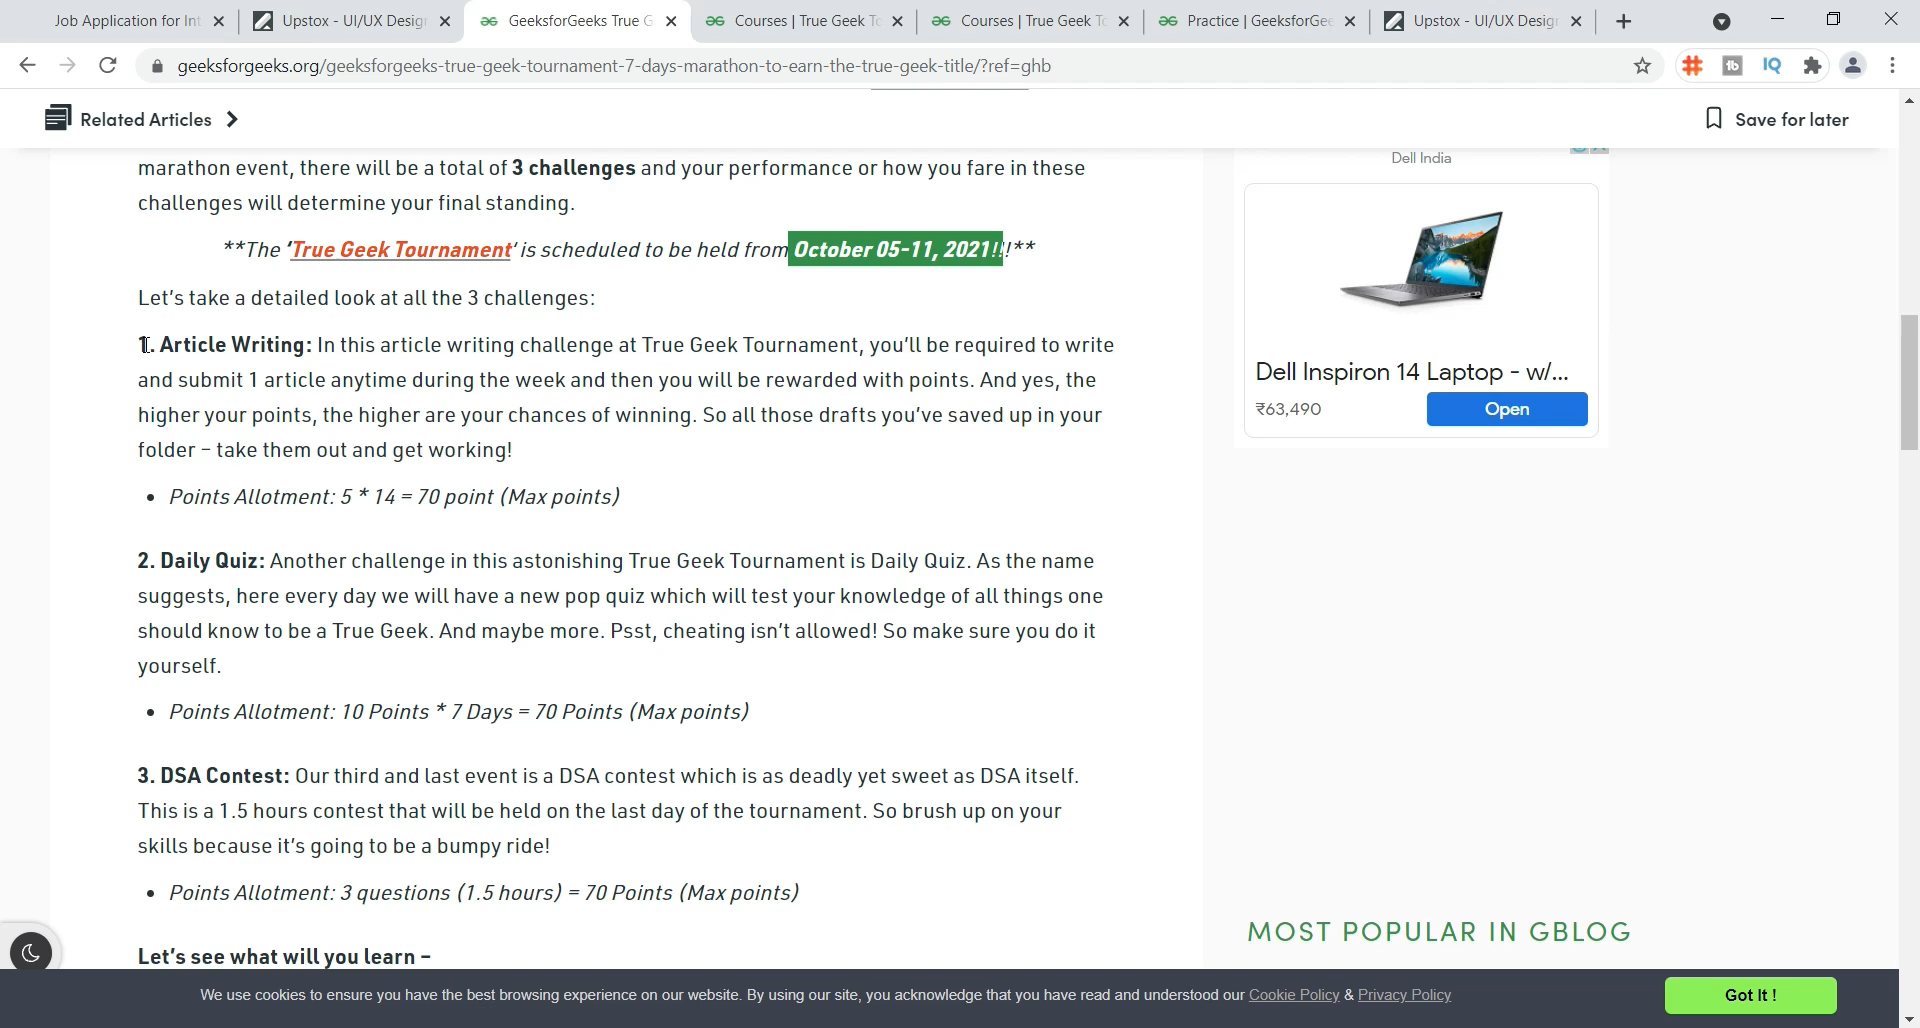 Job Application for Int
Upstox - UI/UX Design
GeeksforGeeks True G
Courses | True Geek To
Courses | True Geek To
Practice | GeeksforGee
Upstox - UI/UX Design
geeksforgeeks.org/geeksforgeeks-true-geek-tournament-7-days-marathon-to-earn-the-true-geek-title/?ref=ghb
tb
IQ
Related Articles
Save for later
marathon event, there will be a total of 3 challenges and your performance or how you fare in these
challenges will determine your final standing.
**The 'True Geek Tournament' is scheduled to be held from October 05-11, 2021!!!**
Let's take a detailed look at all the 3 challenges:
1. Article Writing: In this article writing challenge at True Geek Tournament, you'll be required to write
and submit 1 article anytime during the week and then you will be rewarded with points. And yes, the
higher your points, the higher are your chances of winning. So all those drafts you've saved up in your
folder – take them out and get working!
• Points Allotment: 5 * 14 = 70 point (Max points)
2. Daily Quiz: Another challenge in this astonishing True Geek Tournament is Daily Quiz. As the name
suggests, here every day we will have a new pop quiz which will test your knowledge of all things one
should know to be a True Geek. And maybe more. Psst, cheating isn't allowed! So make sure you do it
yourself.
• Points Allotment: 10 Points * 7 Days = 70 Points (Max points)
3. DSA Contest: Our third and last event is a DSA contest which is as deadly yet sweet as DSA itself.
This is a 1.5 hours contest that will be held on the last day of the tournament. So brush up on your
skills because it's going to be a bumpy ride!
• Points Allotment: 3 questions (1.5 hours) = 70 Points (Max points)
Let's see what will you learn –
Dell India
Dell Inspiron 14 Laptop - w/...
₹63,490
Open
MOST POPULAR IN GBLOG
We use cookies to ensure you have the best browsing experience on our website. By using our site, you acknowledge that you have read and understood our Cookie Policy & Privacy Policy
Got It !